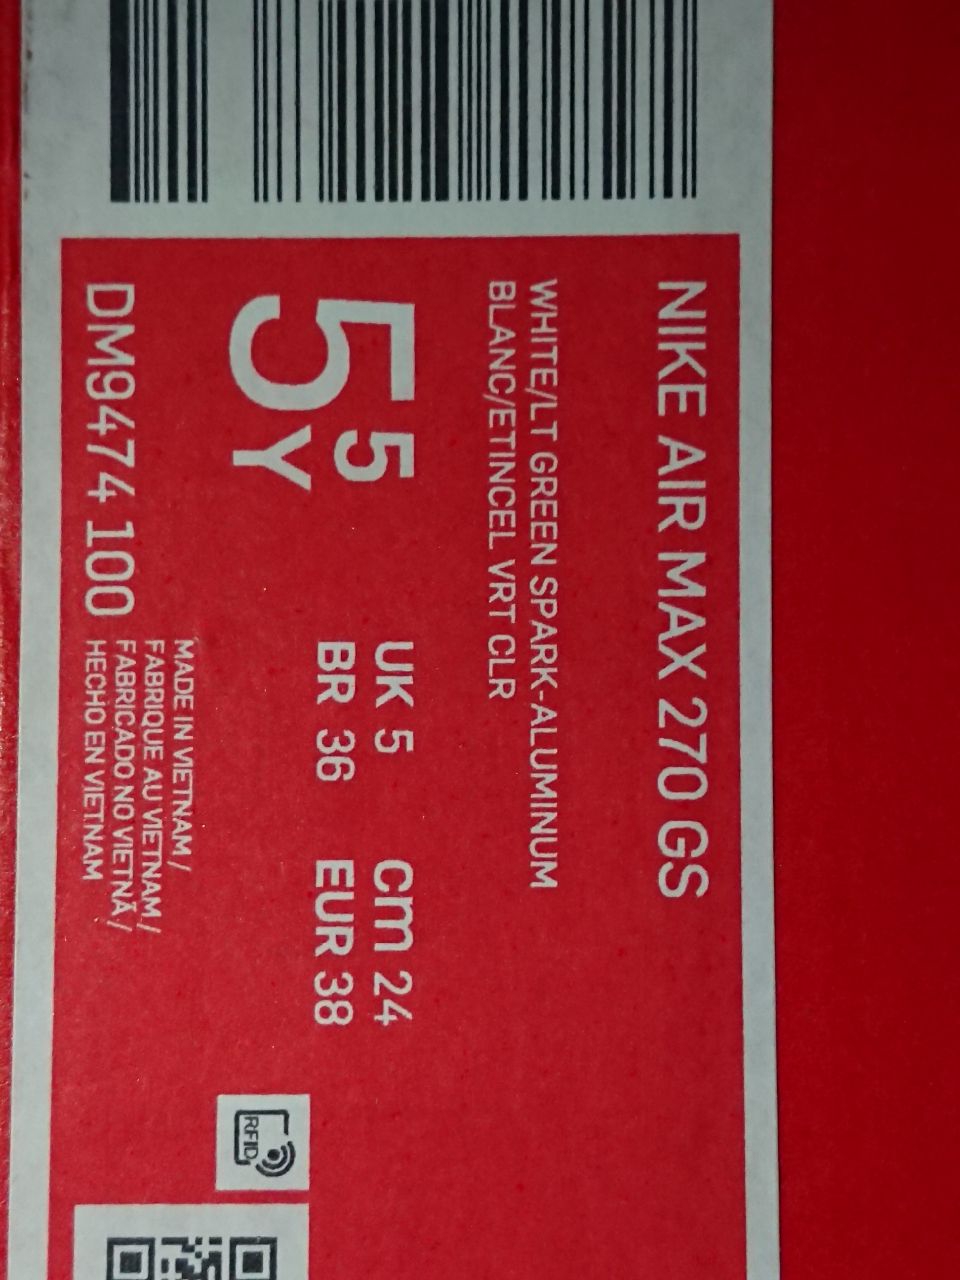 NIKE AIR MAX 270 GS
WHITE/LT GREEN SPARK-ALUMINUM
BLANC/ETINCEL VRT CLR
5 5 Y
UK 5 cm 24
BR 36 EUR 38
MADE IN VIETNAM /
FABRIQUE AU VIETNAM /
FABRICADO NO VIETNÃ /
DM9474 100 HECHO EN VIETNAM
RFID